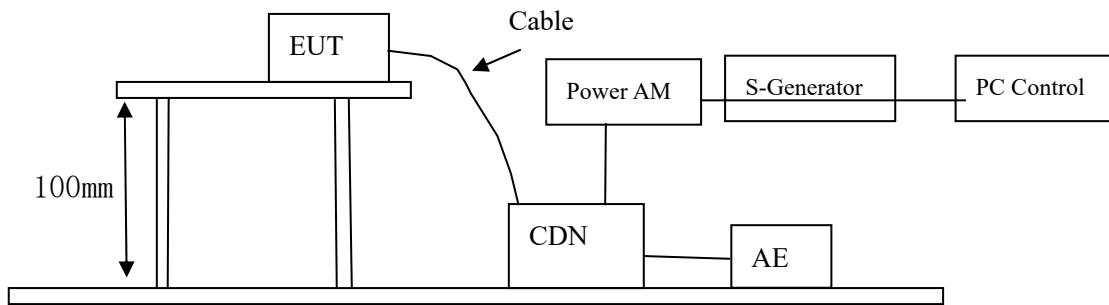 Cable
EUT
Power AM
S-Generator
PC Control
100mm
CDN
AE